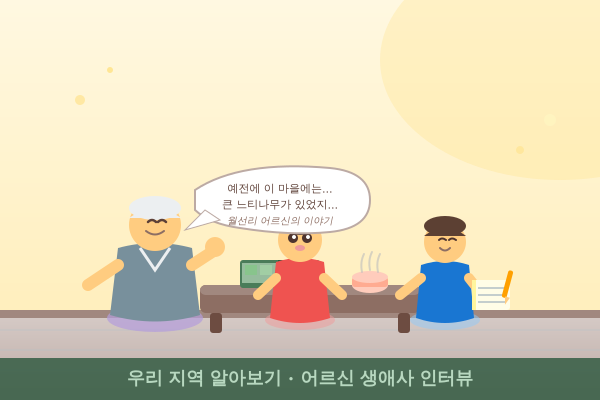 예전에 이 마을에는...
큰 느티나무가 있었지...
월선리 어르신의 이야기
우리 지역 알아보기 · 어르신 생애사 인터뷰